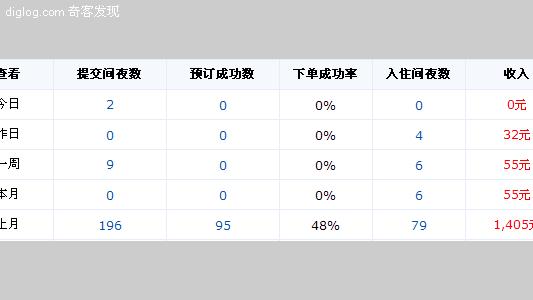 diglog.com 奇客发现
查看 提交间夜数 预订成功数 下单成功率 入住间夜数 收入
今日 2 0 0% 0 0元
昨日 0 0 0% 4 32元
一周 9 0 0% 6 55元
本月 0 0 0% 6 55元
上月 196 95 48% 79 1,405元